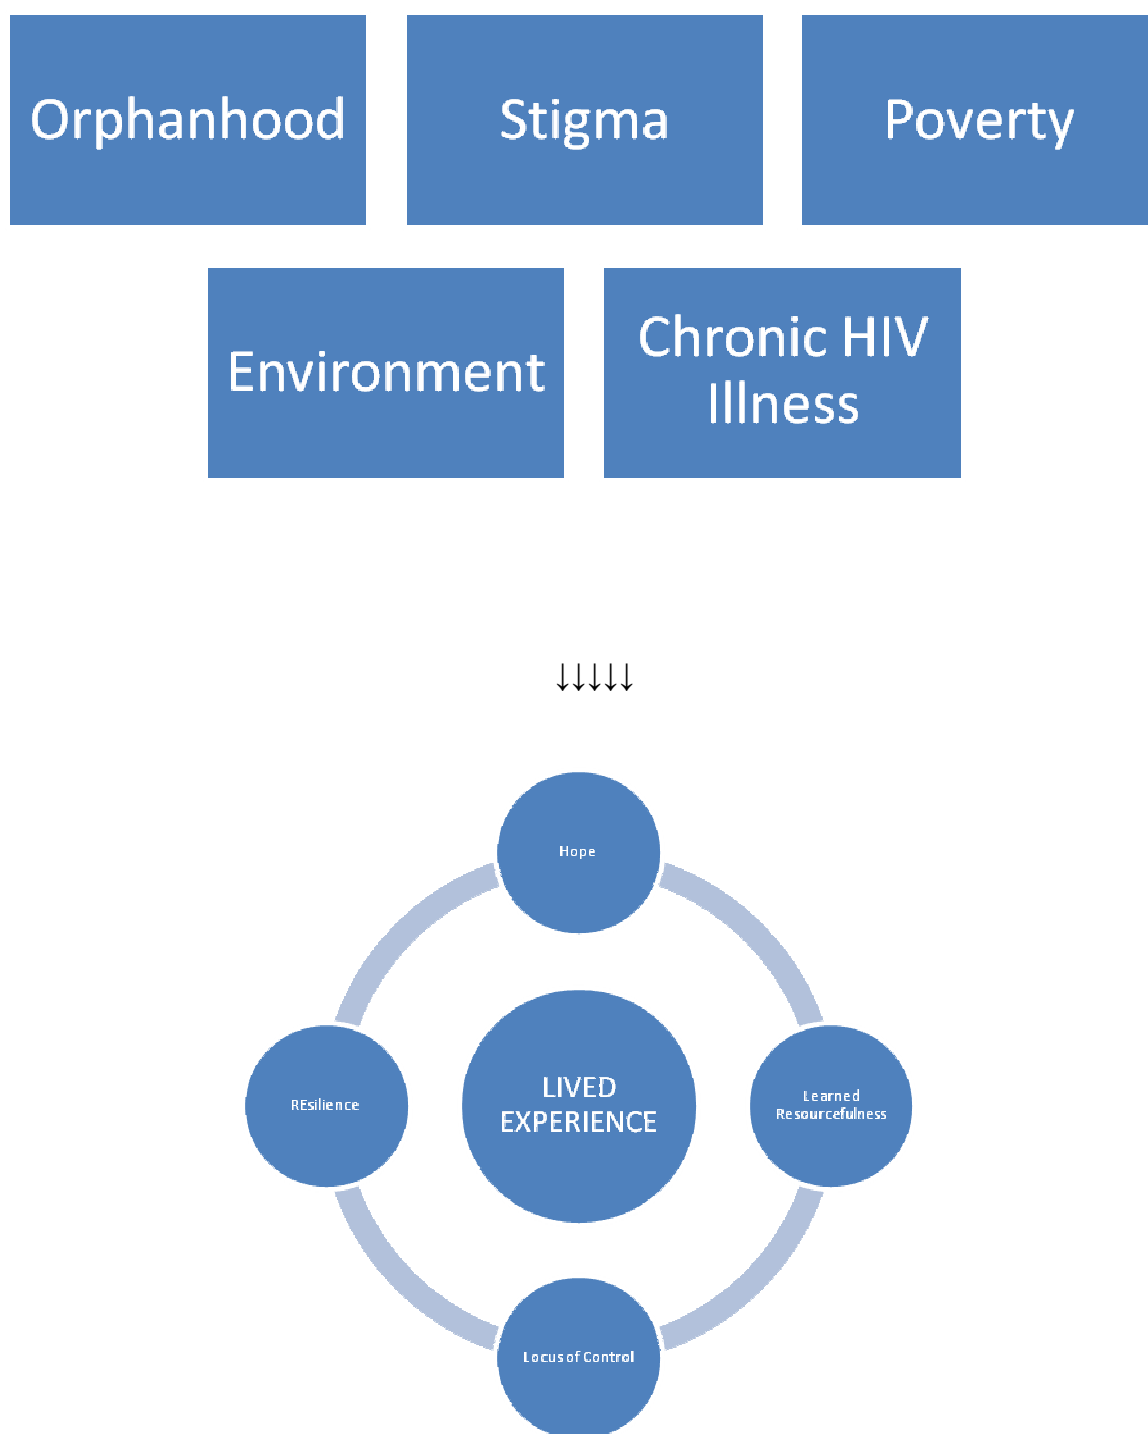 Orphanhood
Stigma
Poverty
Environment
Chronic HIV
Illness
↓↓↓↓↓
Hope
LIVED
EXPERIENCE
REsilience
Learned
Resourcefulness
Locus of Control